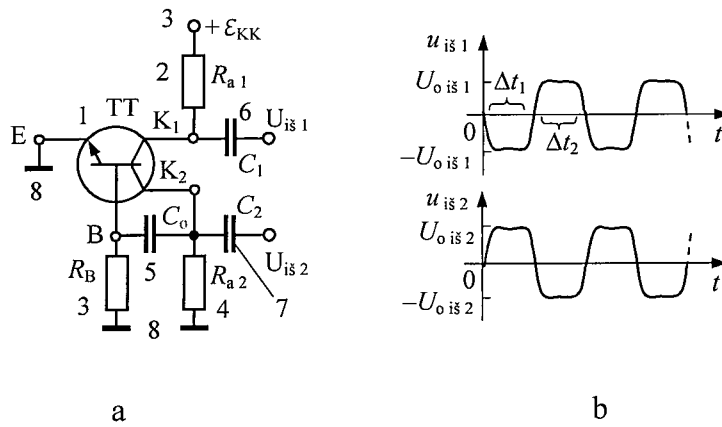 3 + ℰKK
2 Ra 1
TT
1 K1 6 Uiš 1
E
C1
8 K2
Co C2
B Uiš 2
RB 5 Ra 2
3 8 4 7
a
uiš 1
Uo iš 1 Δt1
0 Δt2 t
−Uo iš 1
uiš 2
Uo iš 2
0 t
−Uo iš 2
b